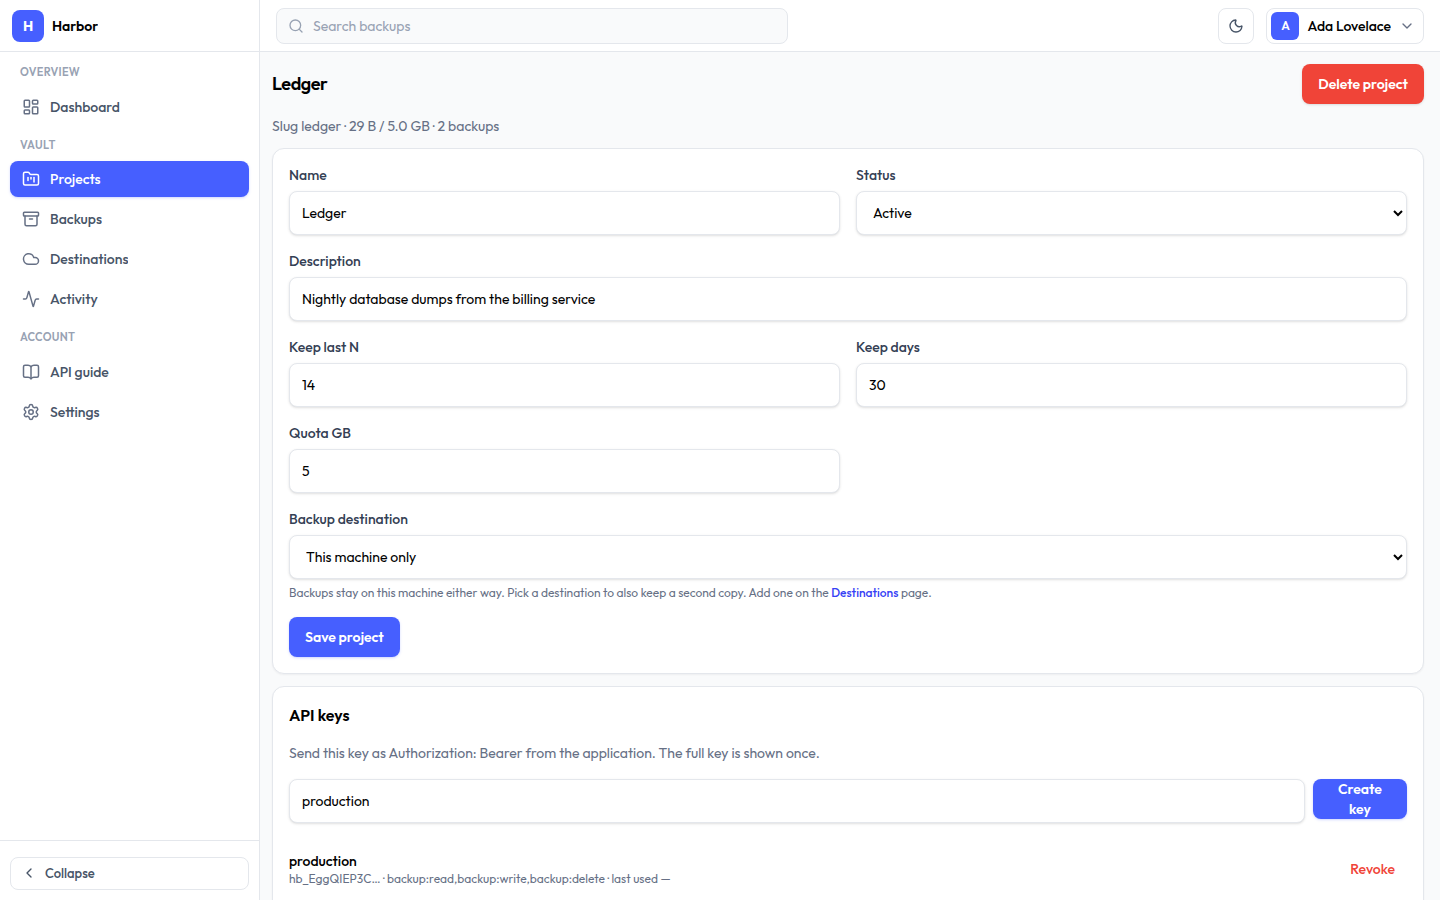 H Harbor
Search backups
A Ada Lovelace
OVERVIEW
Dashboard
VAULT
Projects
Backups
Destinations
Activity
ACCOUNT
API guide
Settings
Collapse
Ledger
Delete project
Slug ledger · 29 B / 5.0 GB · 2 backups
Name
Status
Ledger
Active
Description
Nightly database dumps from the billing service
Keep last N
Keep days
14
30
Quota GB
5
Backup destination
This machine only
Backups stay on this machine either way. Pick a destination to also keep a second copy. Add one on the Destinations page.
Save project
API keys
Send this key as Authorization: Bearer from the application. The full key is shown once.
production
Create
key
production
hb_EggQIEP3C… · backup:read,backup:write,backup:delete · last used —
Revoke